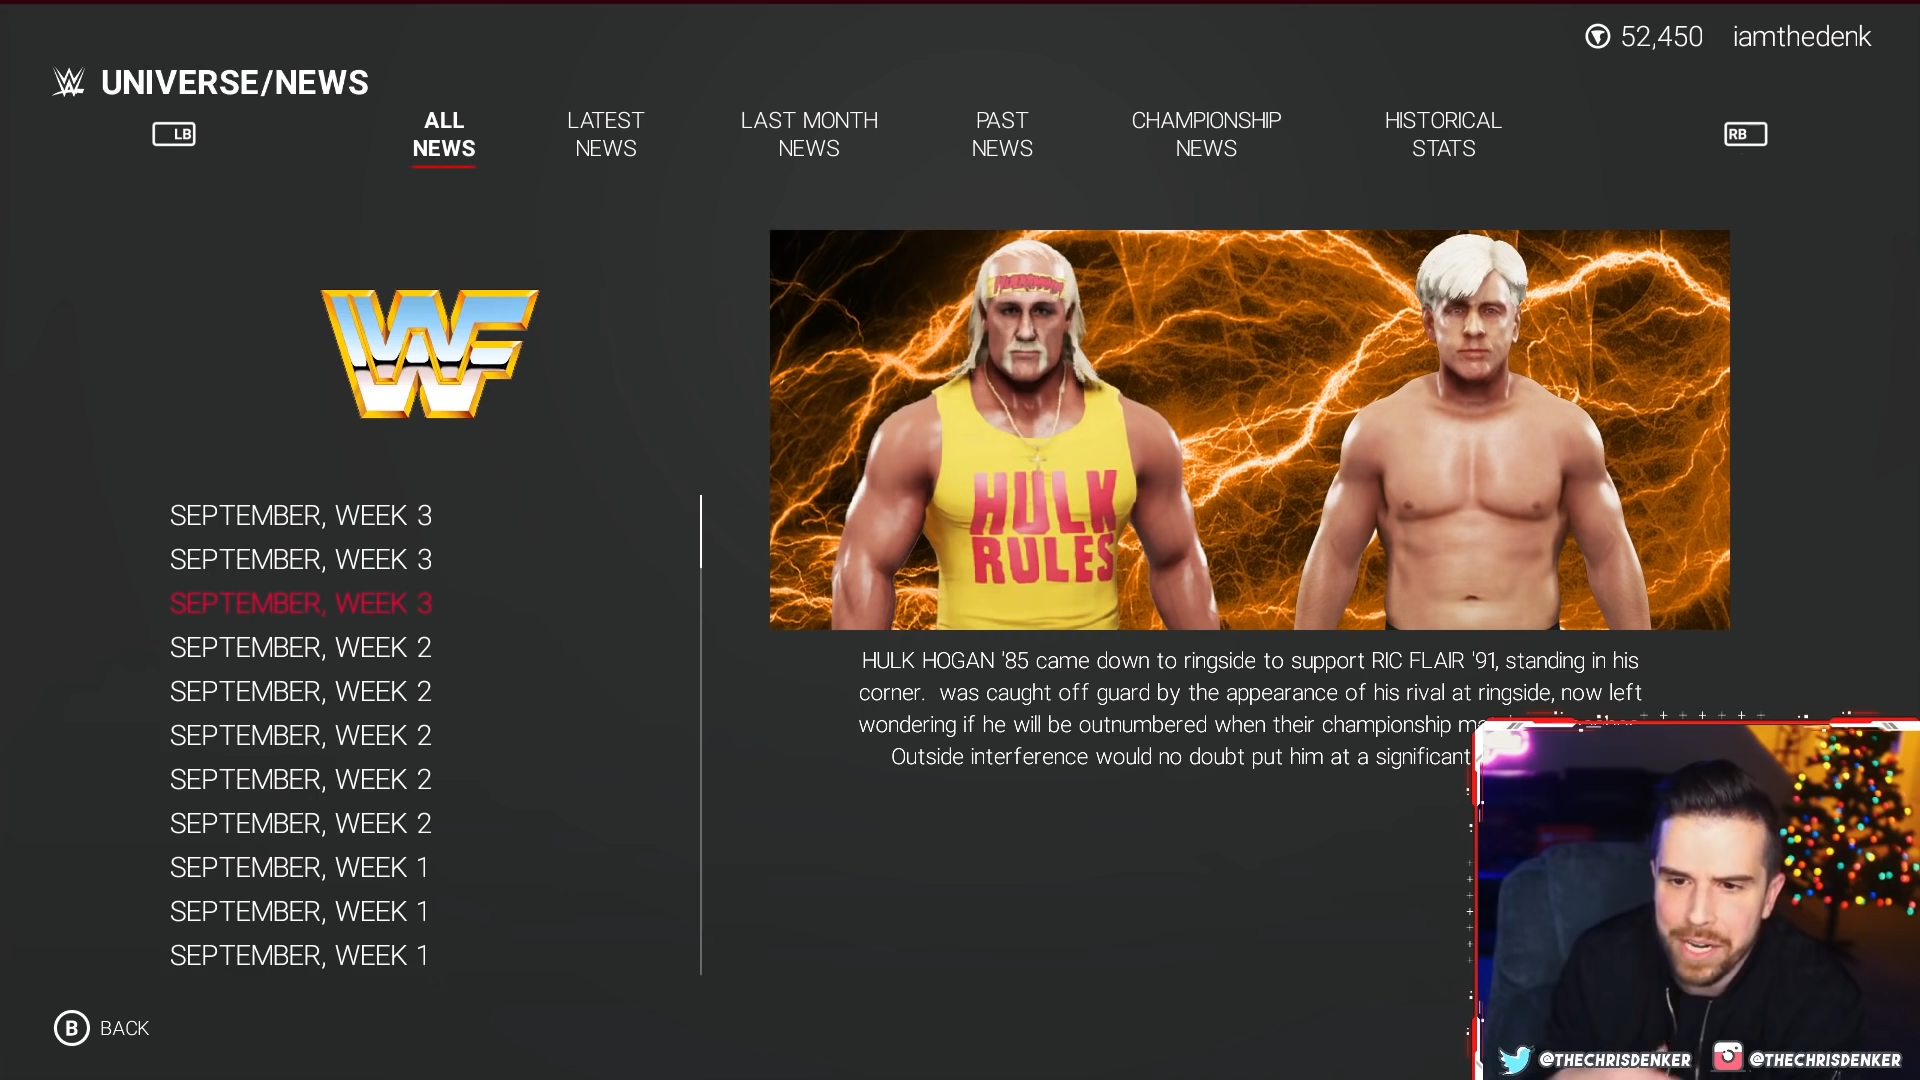 52,450 iamthedenk
UNIVERSE/NEWS
LB
ALL
NEWS
LATEST
NEWS
LAST MONTH
NEWS
PAST
NEWS
CHAMPIONSHIP
NEWS
HISTORICAL
STATS
RB
WWF
HULK
RULES
SEPTEMBER, WEEK 3
SEPTEMBER, WEEK 3
SEPTEMBER, WEEK 3
SEPTEMBER, WEEK 2
SEPTEMBER, WEEK 2
SEPTEMBER, WEEK 2
SEPTEMBER, WEEK 2
SEPTEMBER, WEEK 2
SEPTEMBER, WEEK 1
SEPTEMBER, WEEK 1
SEPTEMBER, WEEK 1
HULK HOGAN '85 came down to ringside to support RIC FLAIR '91, standing in his
corner. was caught off guard by the appearance of his rival at ringside, now left
wondering if he will be outnumbered when their championship
Outside interference would no doubt put him at a significant
B BACK
@THECHRISDENKER @THECHRISDENKER